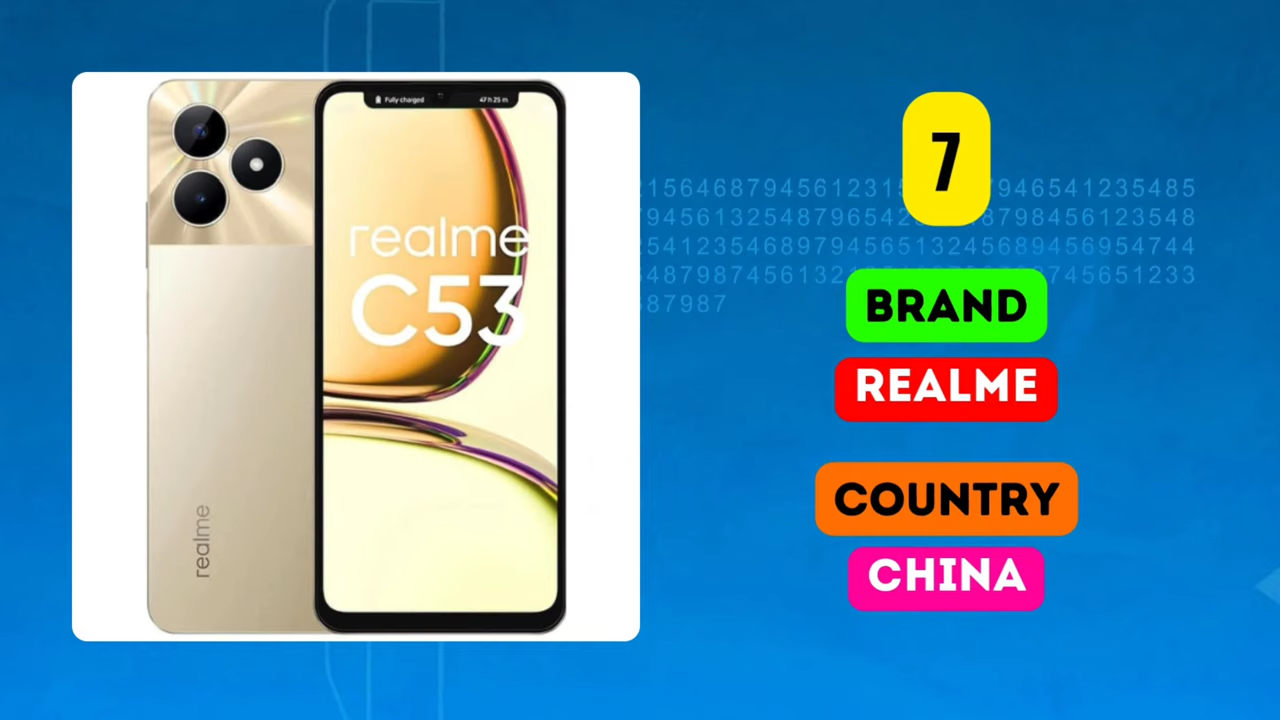 Fully charged 47 h 25 m
realme
C53
realme
7
BRAND
REALME
COUNTRY
CHINA